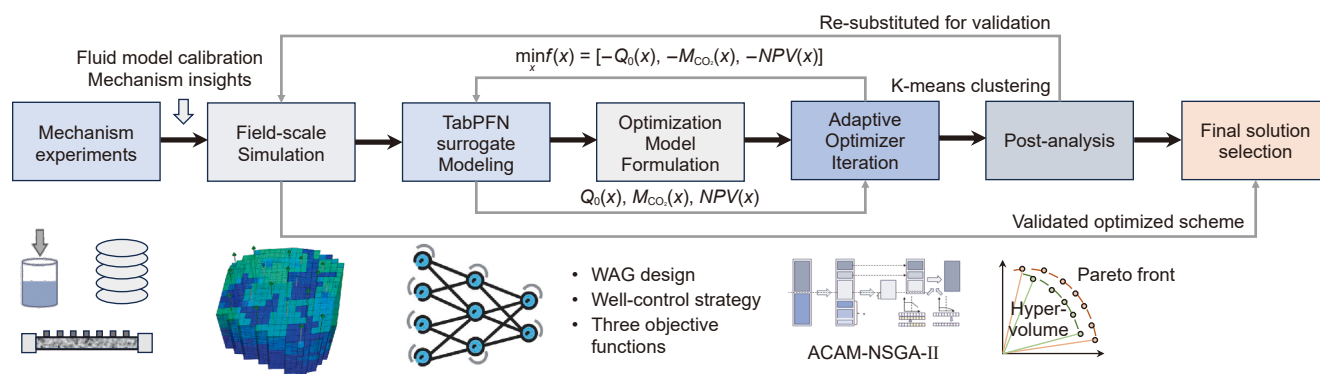 Re-substituted for validation
Fluid model calibration
Mechanism insights
min f(x) = [−Q₀(x), −M_CO₂(x), −NPV(x)]
x
K-means clustering
Mechanism
experiments
Field-scale
Simulation
TabPFN
surrogate
Modeling
Optimization
Model
Formulation
Adaptive
Optimizer
Iteration
Post-analysis
Final solution
selection
Q₀(x), M_CO₂(x), NPV(x)
Validated optimized scheme
• WAG design
• Well-control strategy
• Three objective
functions
ACAM-NSGA-II
Pareto front
Hyper-
volume